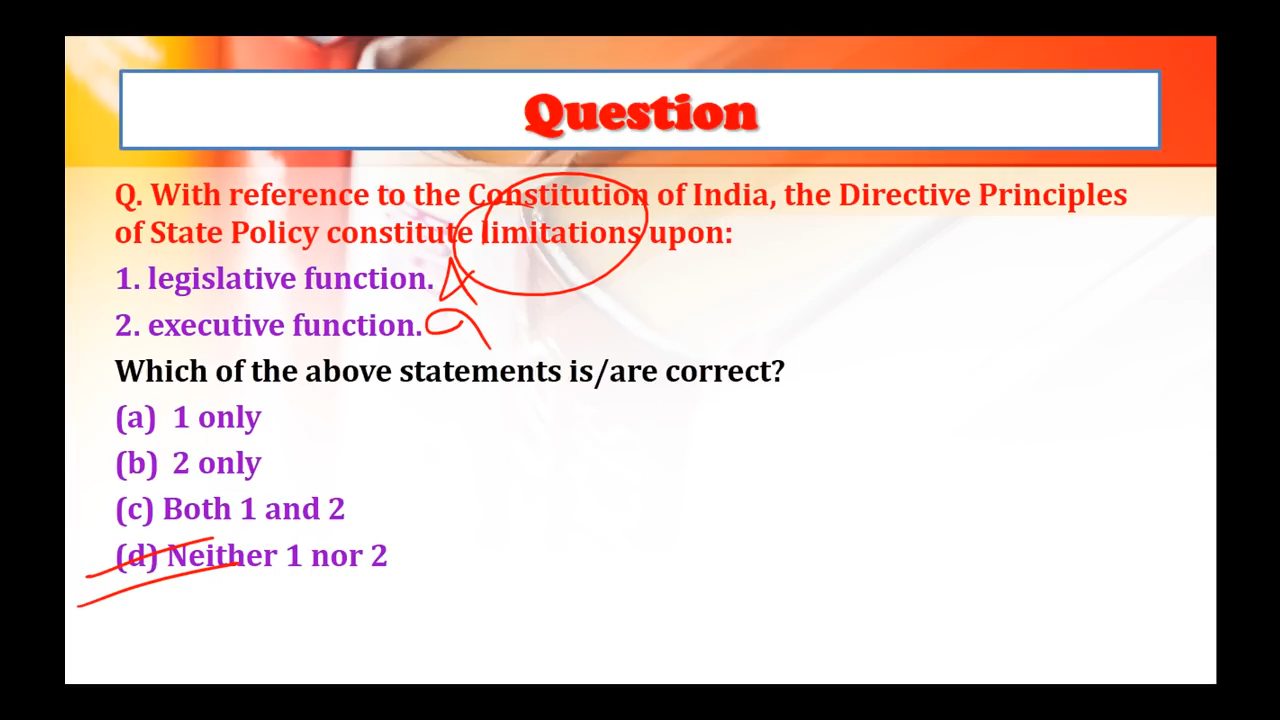 Question
Q. With reference to the Constitution of India, the Directive Principles
of State Policy constitute limitations upon:
1. legislative function.
2. executive function.
Which of the above statements is/are correct?
(a) 1 only
(b) 2 only
(c) Both 1 and 2
(d) Neither 1 nor 2